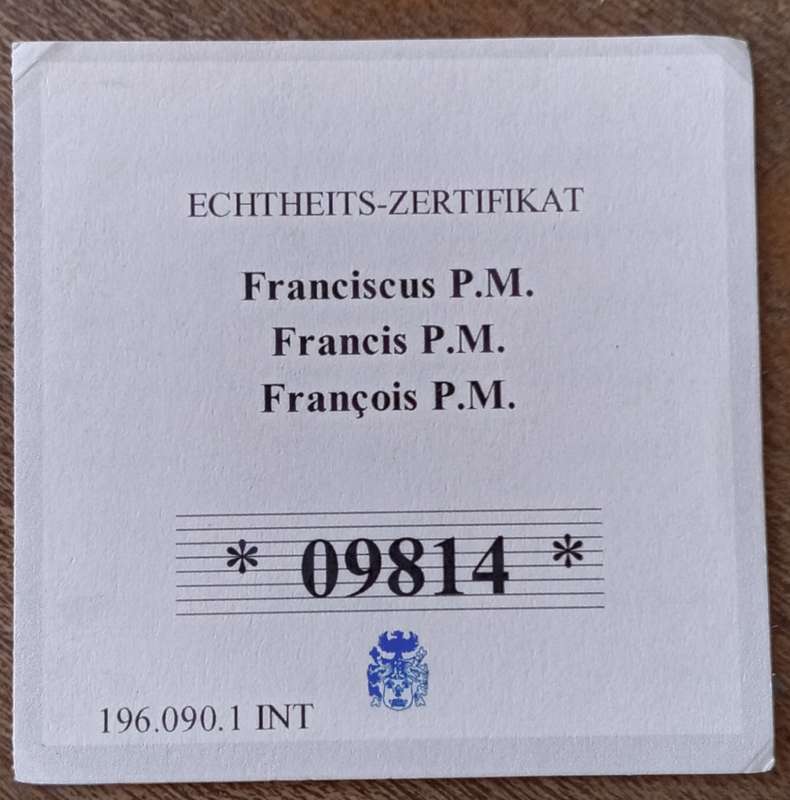 ECHTHEITS-ZERTIFIKAT
Franciscus P.M.
Francis P.M.
François P.M.
* 09814 *
196.090.1 INT